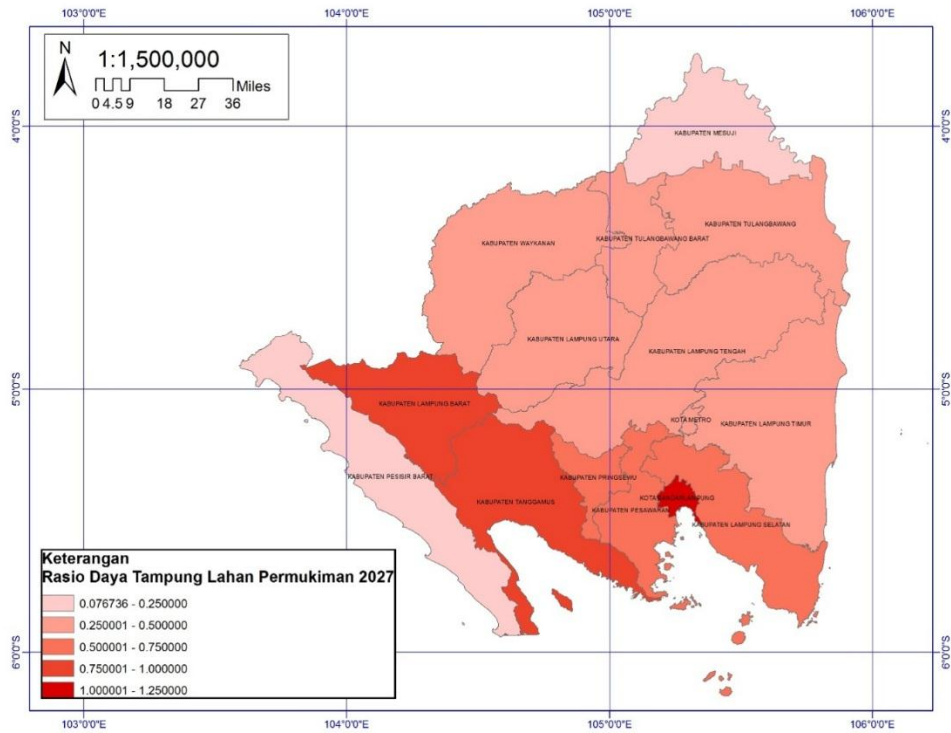 103°0'0"E 104°0'0"E 105°0'0"E 106°0'0"E
N
1:1,500,000
Miles
0 4.5 9 18 27 36
4°0'0"S 4°0'0"S
KABUPATEN MESUJI
KABUPATEN TULANGBAWANG
KABUPATEN TULANGBAWANG BARAT
KABUPATEN WAYKANAN
KABUPATEN LAMPUNG UTARA
KABUPATEN LAMPUNG TENGAH
5°0'0"S 5°0'0"S
KABUPATEN LAMPUNG BARAT
KOTA METRO
KABUPATEN LAMPUNG TIMUR
KABUPATEN PESISIR BARAT
KABUPATEN PRINGSEWU
KABUPATEN TANGGAMUS
KOTA BANDAR LAMPUNG
KABUPATEN PESAWARAN
KABUPATEN LAMPUNG SELATAN
Keterangan
Rasio Daya Tampung Lahan Permukiman 2027
0.076736 - 0.250000
0.250001 - 0.500000
0.500001 - 0.750000
0.750001 - 1.000000
1.000001 - 1.250000
6°0'0"S 6°0'0"S
103°0'0"E 104°0'0"E 105°0'0"E 106°0'0"E